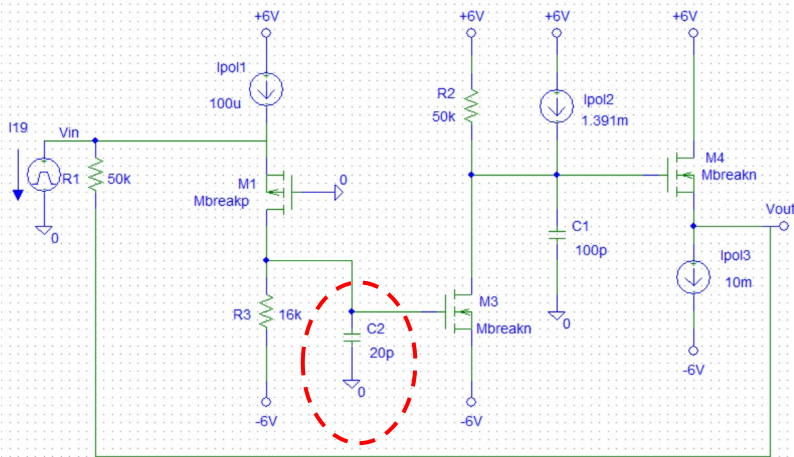 +6V
+6V
+6V
+6V
Ipol1
100u
R2
50k
Ipol2
1.391m
I19
Vin
R1
50k
M1
Mbreakp
0
M4
Mbreakn
Vout
C1
100p
Ipol3
10m
0
0
R3
16k
C2
20p
M3
Mbreakn
0
0
-6V
-6V
-6V